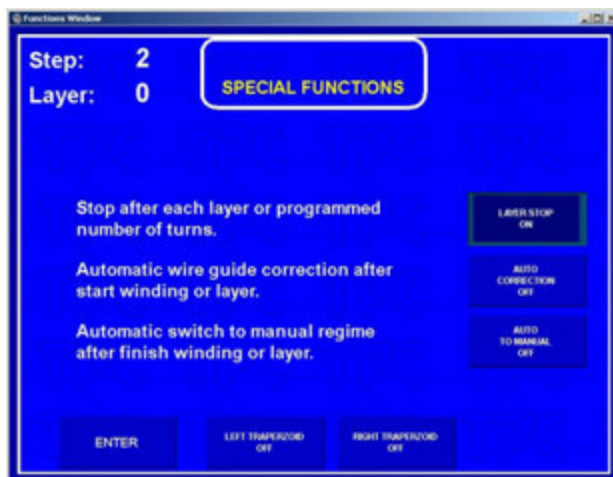 Functions Window
Step: 2
Layer: 0
SPECIAL FUNCTIONS
Stop after each layer or programmed
number of turns.
LAYER STOP
ON
Automatic wire guide correction after
start winding or layer.
AUTO
CORRECTION
OFF
Automatic switch to manual regime
after finish winding or layer.
AUTO
TO MANUAL
OFF
ENTER
LEFT TRAPERZOID
OFF
RIGHT TRAPERZOID
OFF